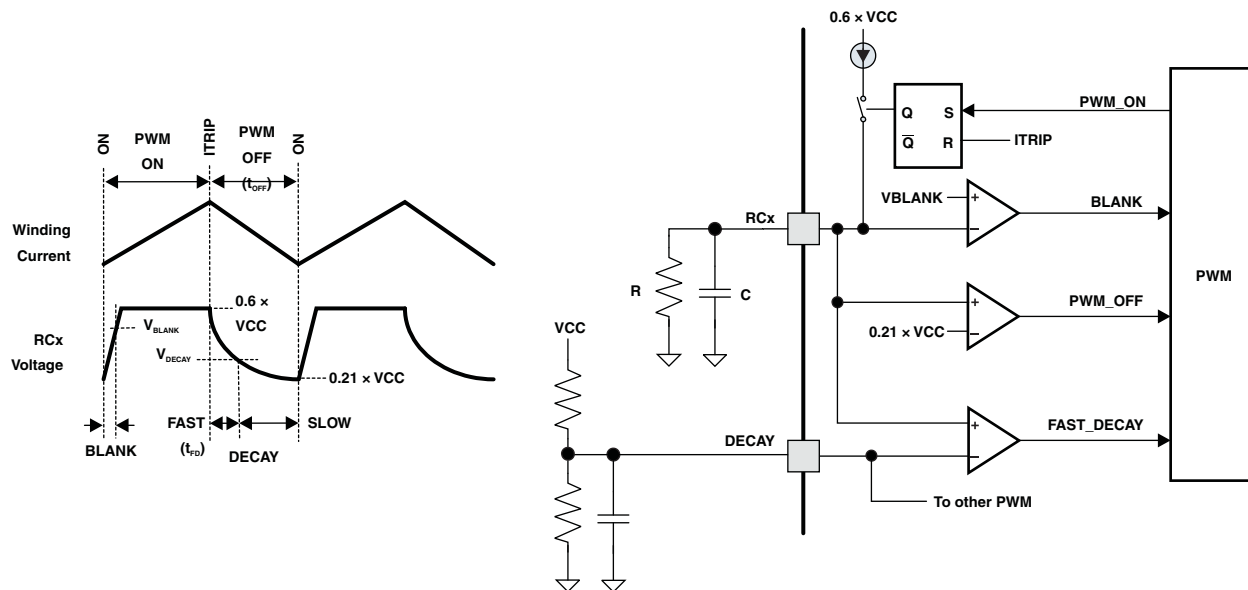 ON
PWM
ON
ITRIP
PWM
OFF
(tOFF)
ON
Winding
Current
RCx
Voltage
0.6 ×
VCC
VBLANK
VDECAY
0.21 × VCC
BLANK
FAST
(tFD)
DECAY
SLOW
0.6 × VCC
Q S
Q R
PWM_ON
ITRIP
VBLANK
+
−
BLANK
RCx
R
C
+
−
0.21 × VCC
PWM_OFF
PWM
VCC
DECAY
+
−
FAST_DECAY
To other PWM